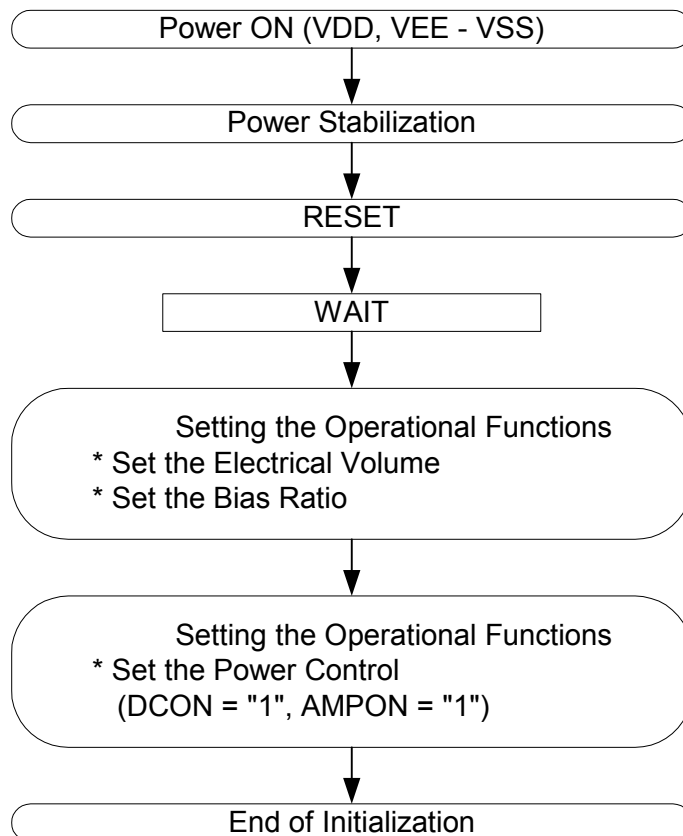 Power ON (VDD, VEE - VSS)
Power Stabilization
RESET
WAIT
Setting the Operational Functions
* Set the Electrical Volume
* Set the Bias Ratio
Setting the Operational Functions
* Set the Power Control
(DCON = "1", AMPON = "1")
End of Initialization